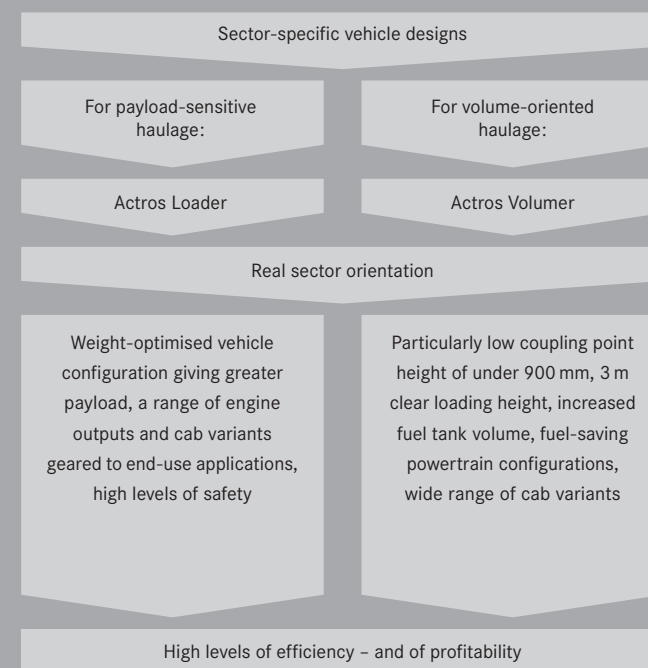 Sector-specific vehicle designs
For payload-sensitive
haulage:
For volume-oriented
haulage:
Actros Loader
Actros Volumer
Real sector orientation
Weight-optimised vehicle
configuration giving greater
payload, a range of engine
outputs and cab variants
geared to end-use applications,
high levels of safety
Particularly low coupling point
height of under 900 mm, 3 m
clear loading height, increased
fuel tank volume, fuel-saving
powertrain configurations,
wide range of cab variants
High levels of efficiency – and of profitability